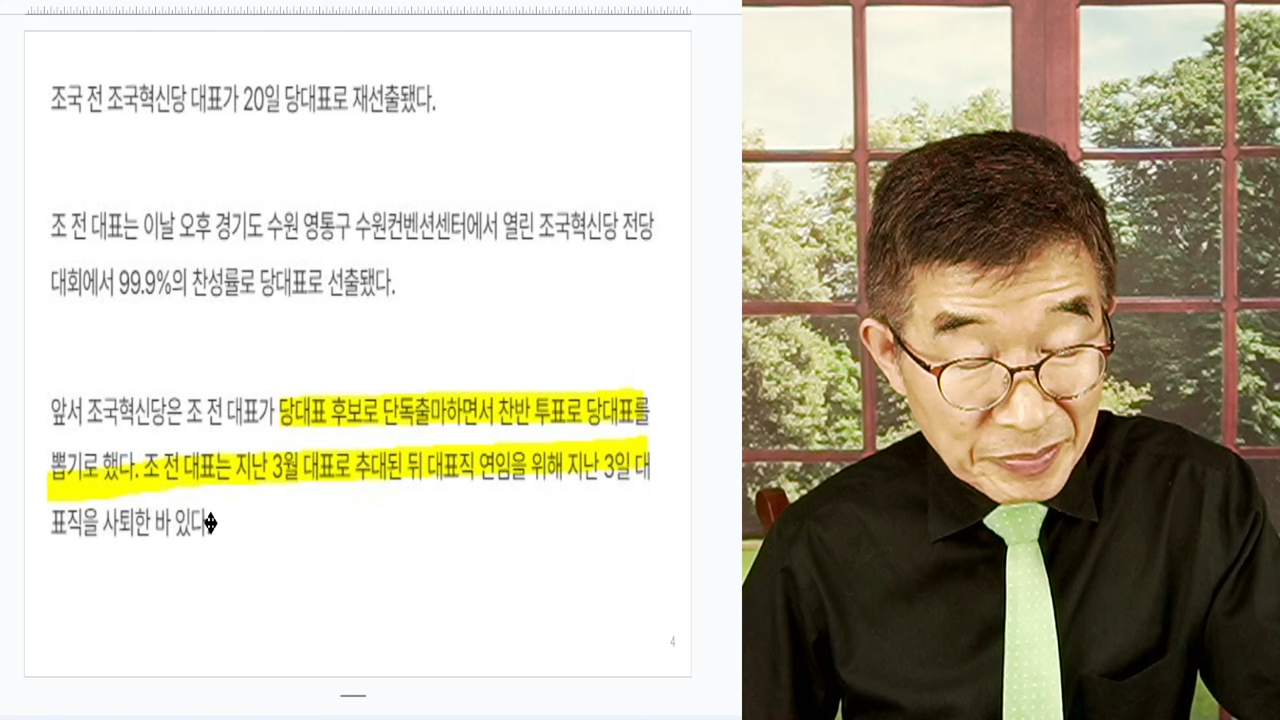 조국 전 조국혁신당 대표가 20일 당대표로 재선출됐다.
조 전 대표는 이날 오후 경기도 수원 영통구 수원컨벤션센터에서 열린 조국혁신당 전당
대회에서 99.9%의 찬성률로 당대표로 선출됐다.
앞서 조국혁신당은 조 전 대표가 당대표 후보로 단독출마하면서 찬반 투표로 당대표를
뽑기로 했다. 조 전 대표는 지난 3월 대표로 추대된 뒤 대표직 연임을 위해 지난 3일 대
표직을 사퇴한 바 있다
4